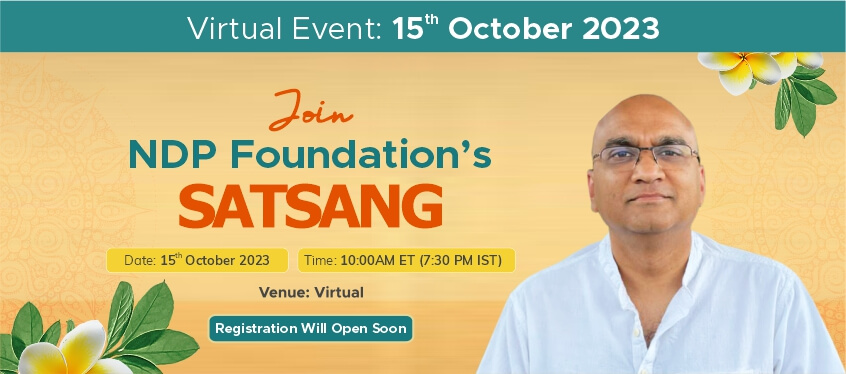 Virtual Event: 15th October 2023
Join
NDP Foundation's
SATSANG
Date: 15th October 2023 Time: 10:00AM ET (7:30 PM IST)
Venue: Virtual
Registration Will Open Soon